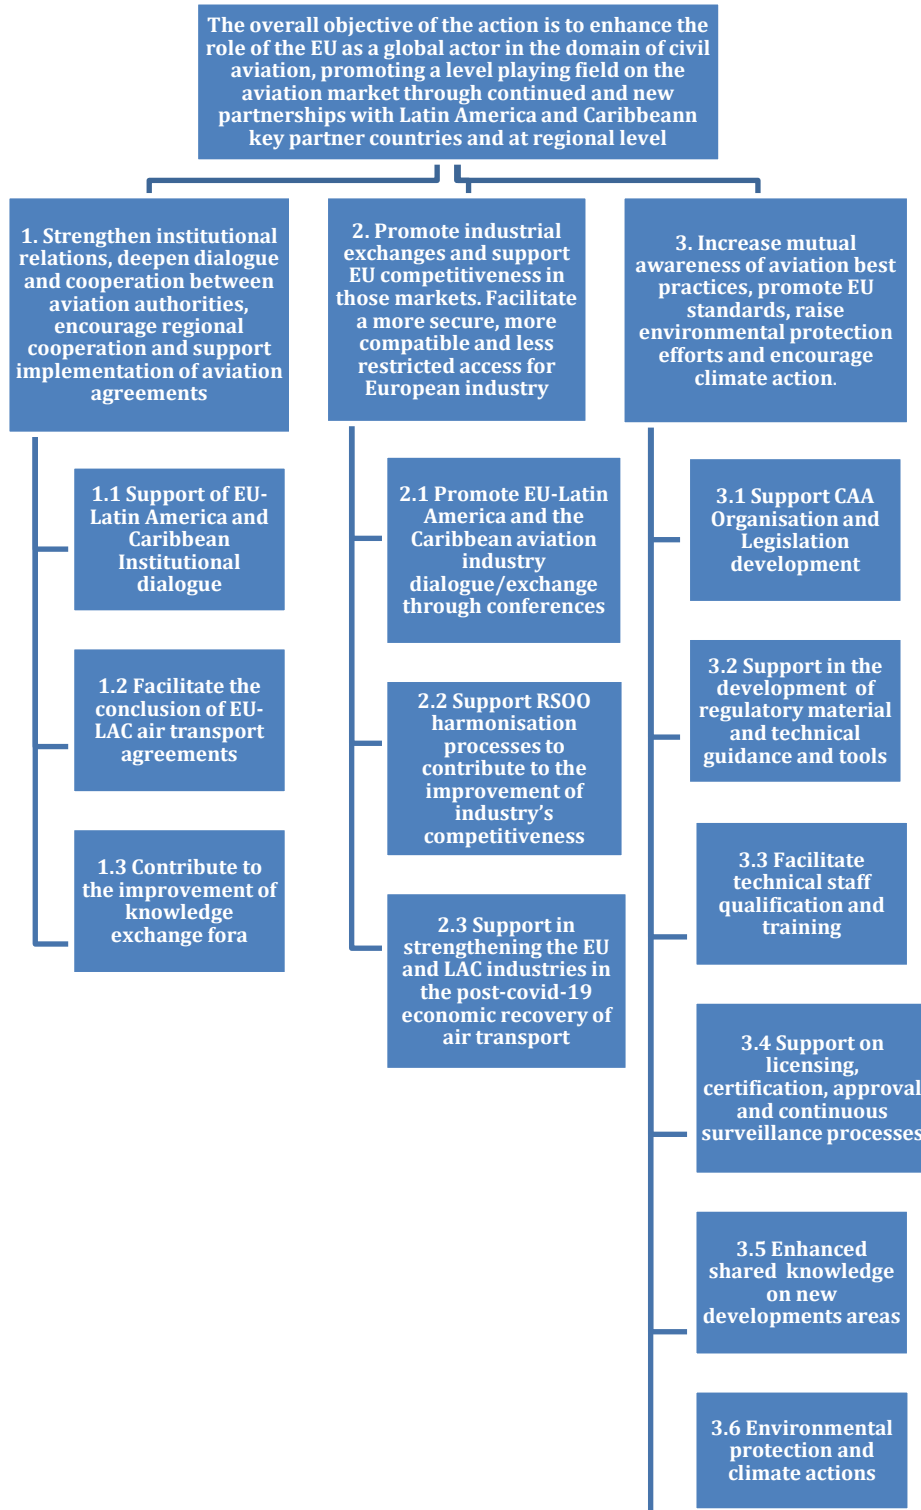 The overall objective of the action is to enhance the
role of the EU as a global actor in the domain of civil
aviation, promoting a level playing field on the
aviation market through continued and new
partnerships with Latin America and Caribbeann
key partner countries and at regional level
1. Strengthen institutional
relations, deepen dialogue
and cooperation between
aviation authorities,
encourage regional
cooperation and support
implementation of aviation
agreements
1.1 Support of EU-
Latin America and
Caribbean
Institutional
dialogue
1.2 Facilitate the
conclusion of EU-
LAC air transport
agreements
1.3 Contribute to
the improvement of
knowledge
exchange fora
2. Promote industrial
exchanges and support
EU competitiveness in
those markets. Facilitate
a more secure, more
compatible and less
restricted access for
European industry
2.1 Promote EU-Latin
America and the
Caribbean aviation
industry
dialogue/exchange
through conferences
2.2 Support RSOO
harmonisation
processes to
contribute to the
improvement of
industry’s
competitiveness
2.3 Support in
strengthening the EU
and LAC industries in
the post-covid-19
economic recovery of
air transport
3. Increase mutual
awareness of aviation best
practices, promote EU
standards, raise
environmental protection
efforts and encourage
climate action.
3.1 Support CAA
Organisation and
Legislation
development
3.2 Support in the
development of
regulatory material
and technical
guidance and tools
3.3 Facilitate
technical staff
qualification and
training
3.4 Support on
licensing,
certification, approval
and continuous
surveillance processes
3.5 Enhanced
shared knowledge
on new
developments areas
3.6 Environmental
protection and
climate actions